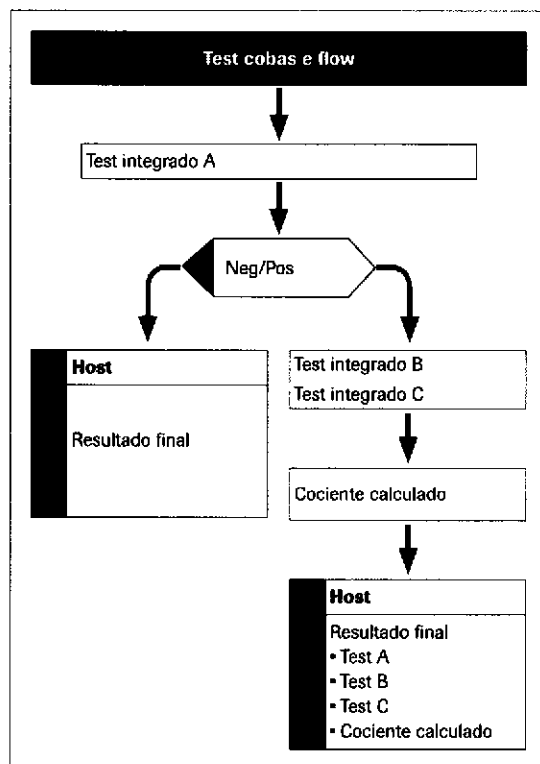 Test cobas e flow
Test integrado A
Neg/Pos
Host
Resultado final
Test integrado B
Test integrado C
Cociente calculado
Host
Resultado final
▪ Test A
▪ Test B
▪ Test C
▪ Cociente calculado